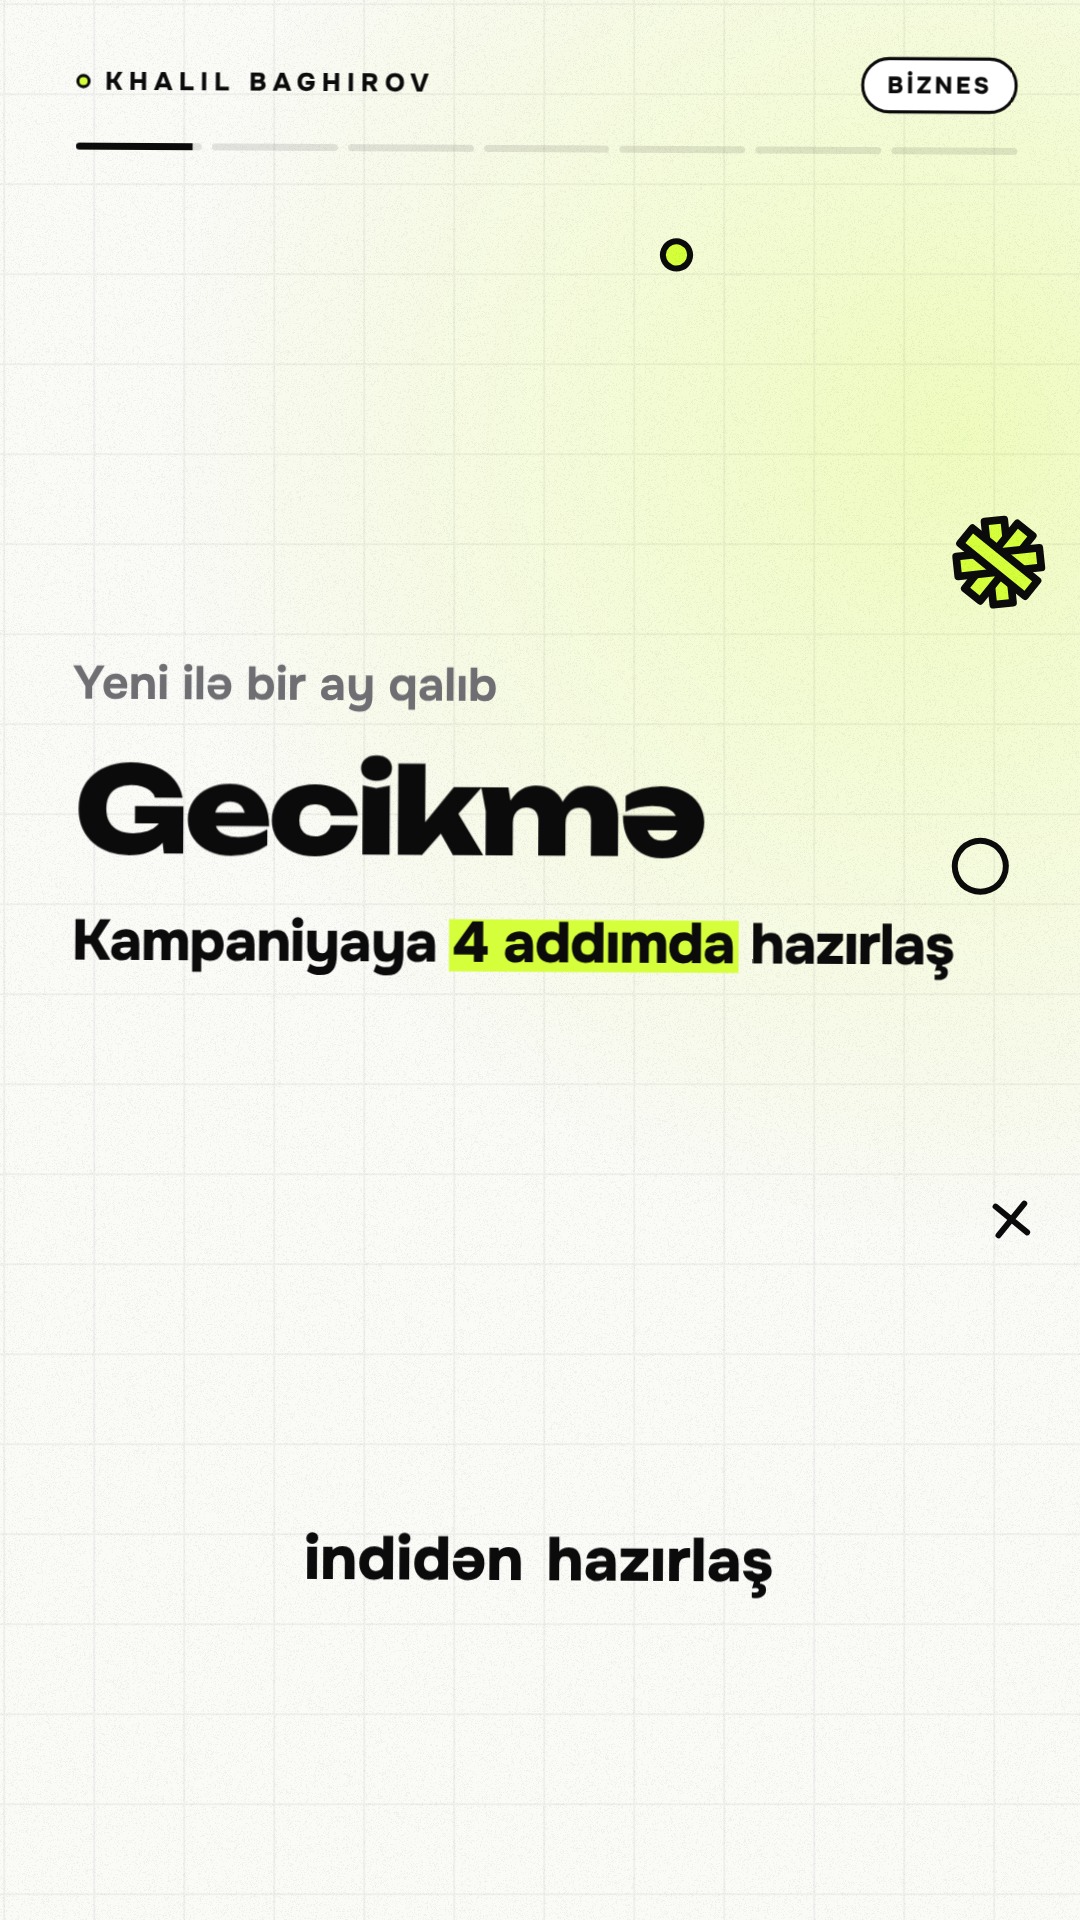 KHALIL BAGHIROV
BİZNES
Yeni ilə bir ay qalıb
Gecikmə
Kampaniyaya 4 addımda hazırlaş
indidən hazırlaş